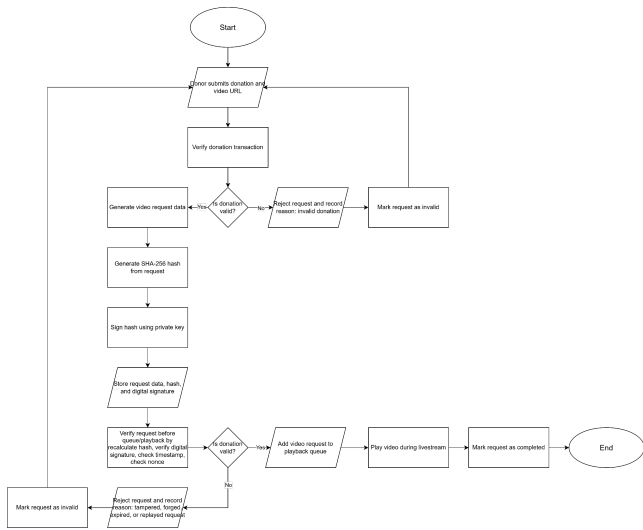 Start
Donor submits donation and
video URL
Verify donation transaction
Generate video request data
Yes
Is donation
valid?
No
Reject request and record
reason: invalid donation
Mark request as invalid
Generate SHA-256 hash
from request
Sign hash using private key
Store request data, hash,
and digital signature
Verify request before
queue/playback by
recalculate hash, verify digital
signature, check timestamp,
check nonce
Is donation
valid?
Yes
Add video request to
playback queue
Play video during livestream
Mark request as completed
End
No
Mark request as invalid
Reject request and record
reason: tampered, forged,
expired, or replayed request